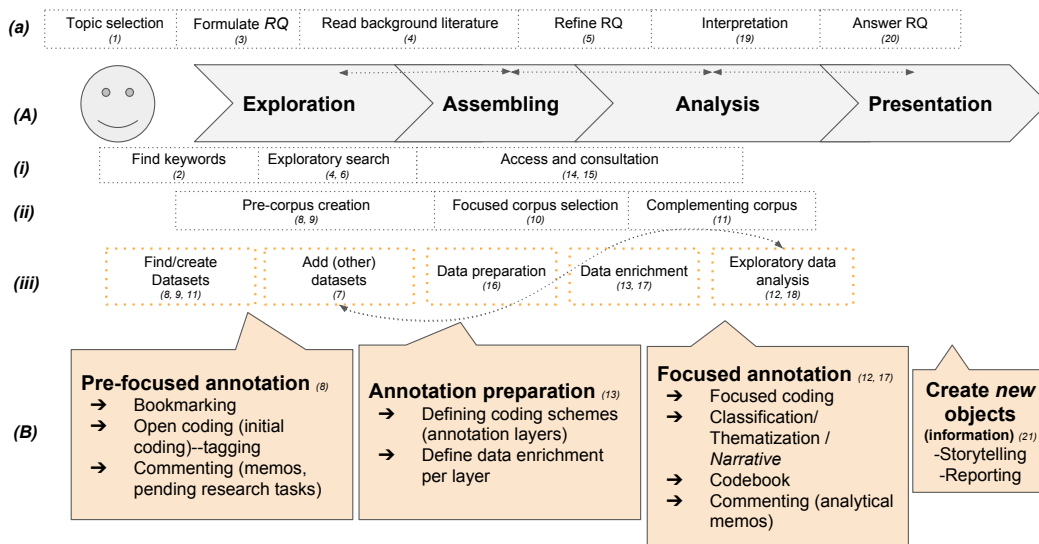 (a)
Topic selection
(1)
Formulate RQ
(3)
Read background literature
(4)
Refine RQ
(5)
Interpretation
(19)
Answer RQ
(20)
(A)
Exploration
Assembling
Analysis
Presentation
(i)
Find keywords
(2)
Exploratory search
(4, 6)
Access and consultation
(14, 15)
(ii)
Pre-corpus creation
(8, 9)
Focused corpus selection
(10)
Complementing corpus
(11)
(iii)
Find/create
Datasets
(8, 9, 11)
Add (other)
datasets
(7)
Data preparation
(16)
Data enrichment
(13, 17)
Exploratory data
analysis
(12, 18)
(B)
Pre-focused annotation (8)
➔ Bookmarking
➔ Open coding (initial
coding)--tagging
➔ Commenting (memos,
pending research tasks)
Annotation preparation (13)
➔ Defining coding schemes
(annotation layers)
➔ Define data enrichment
per layer
Focused annotation (12, 17)
➔ Focused coding
➔ Classification/
Thematization /
Narrative
➔ Codebook
➔ Commenting (analytical
memos)
Create new
objects
(information) (21)
-Storytelling
-Reporting